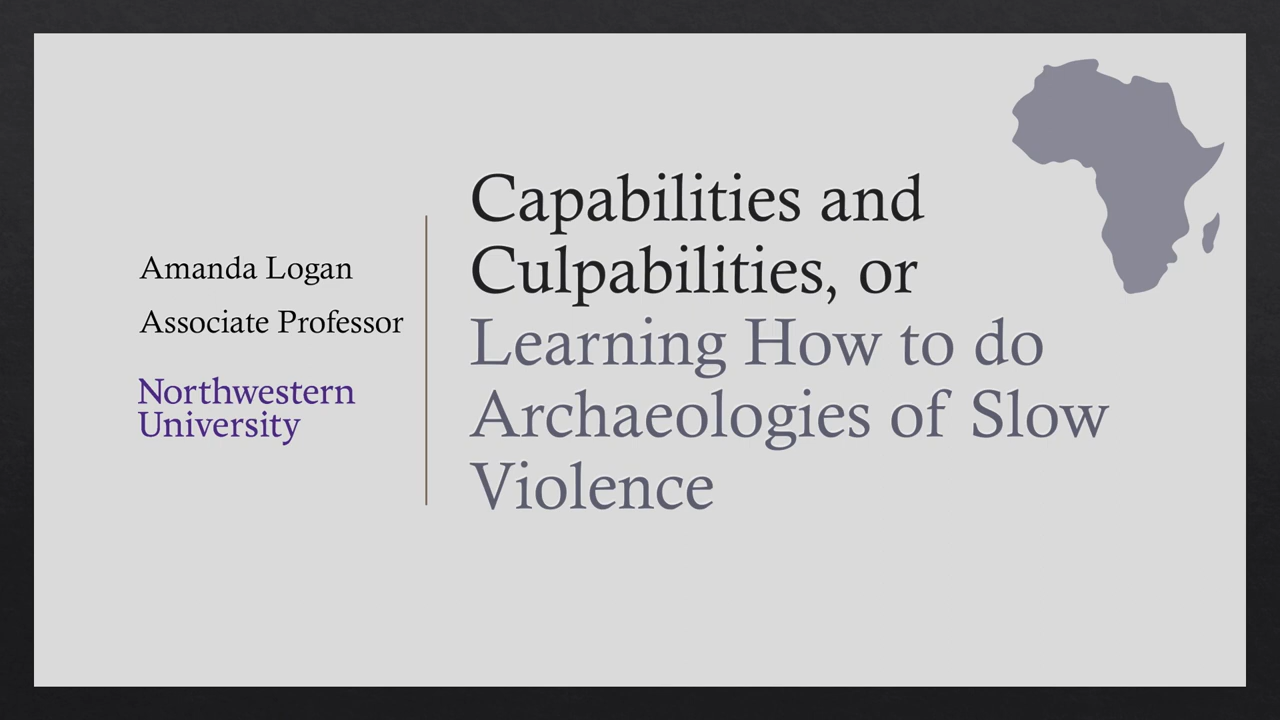 Amanda Logan
Associate Professor
Northwestern
University
Capabilities and
Culpabilities, or
Learning How to do
Archaeologies of Slow
Violence